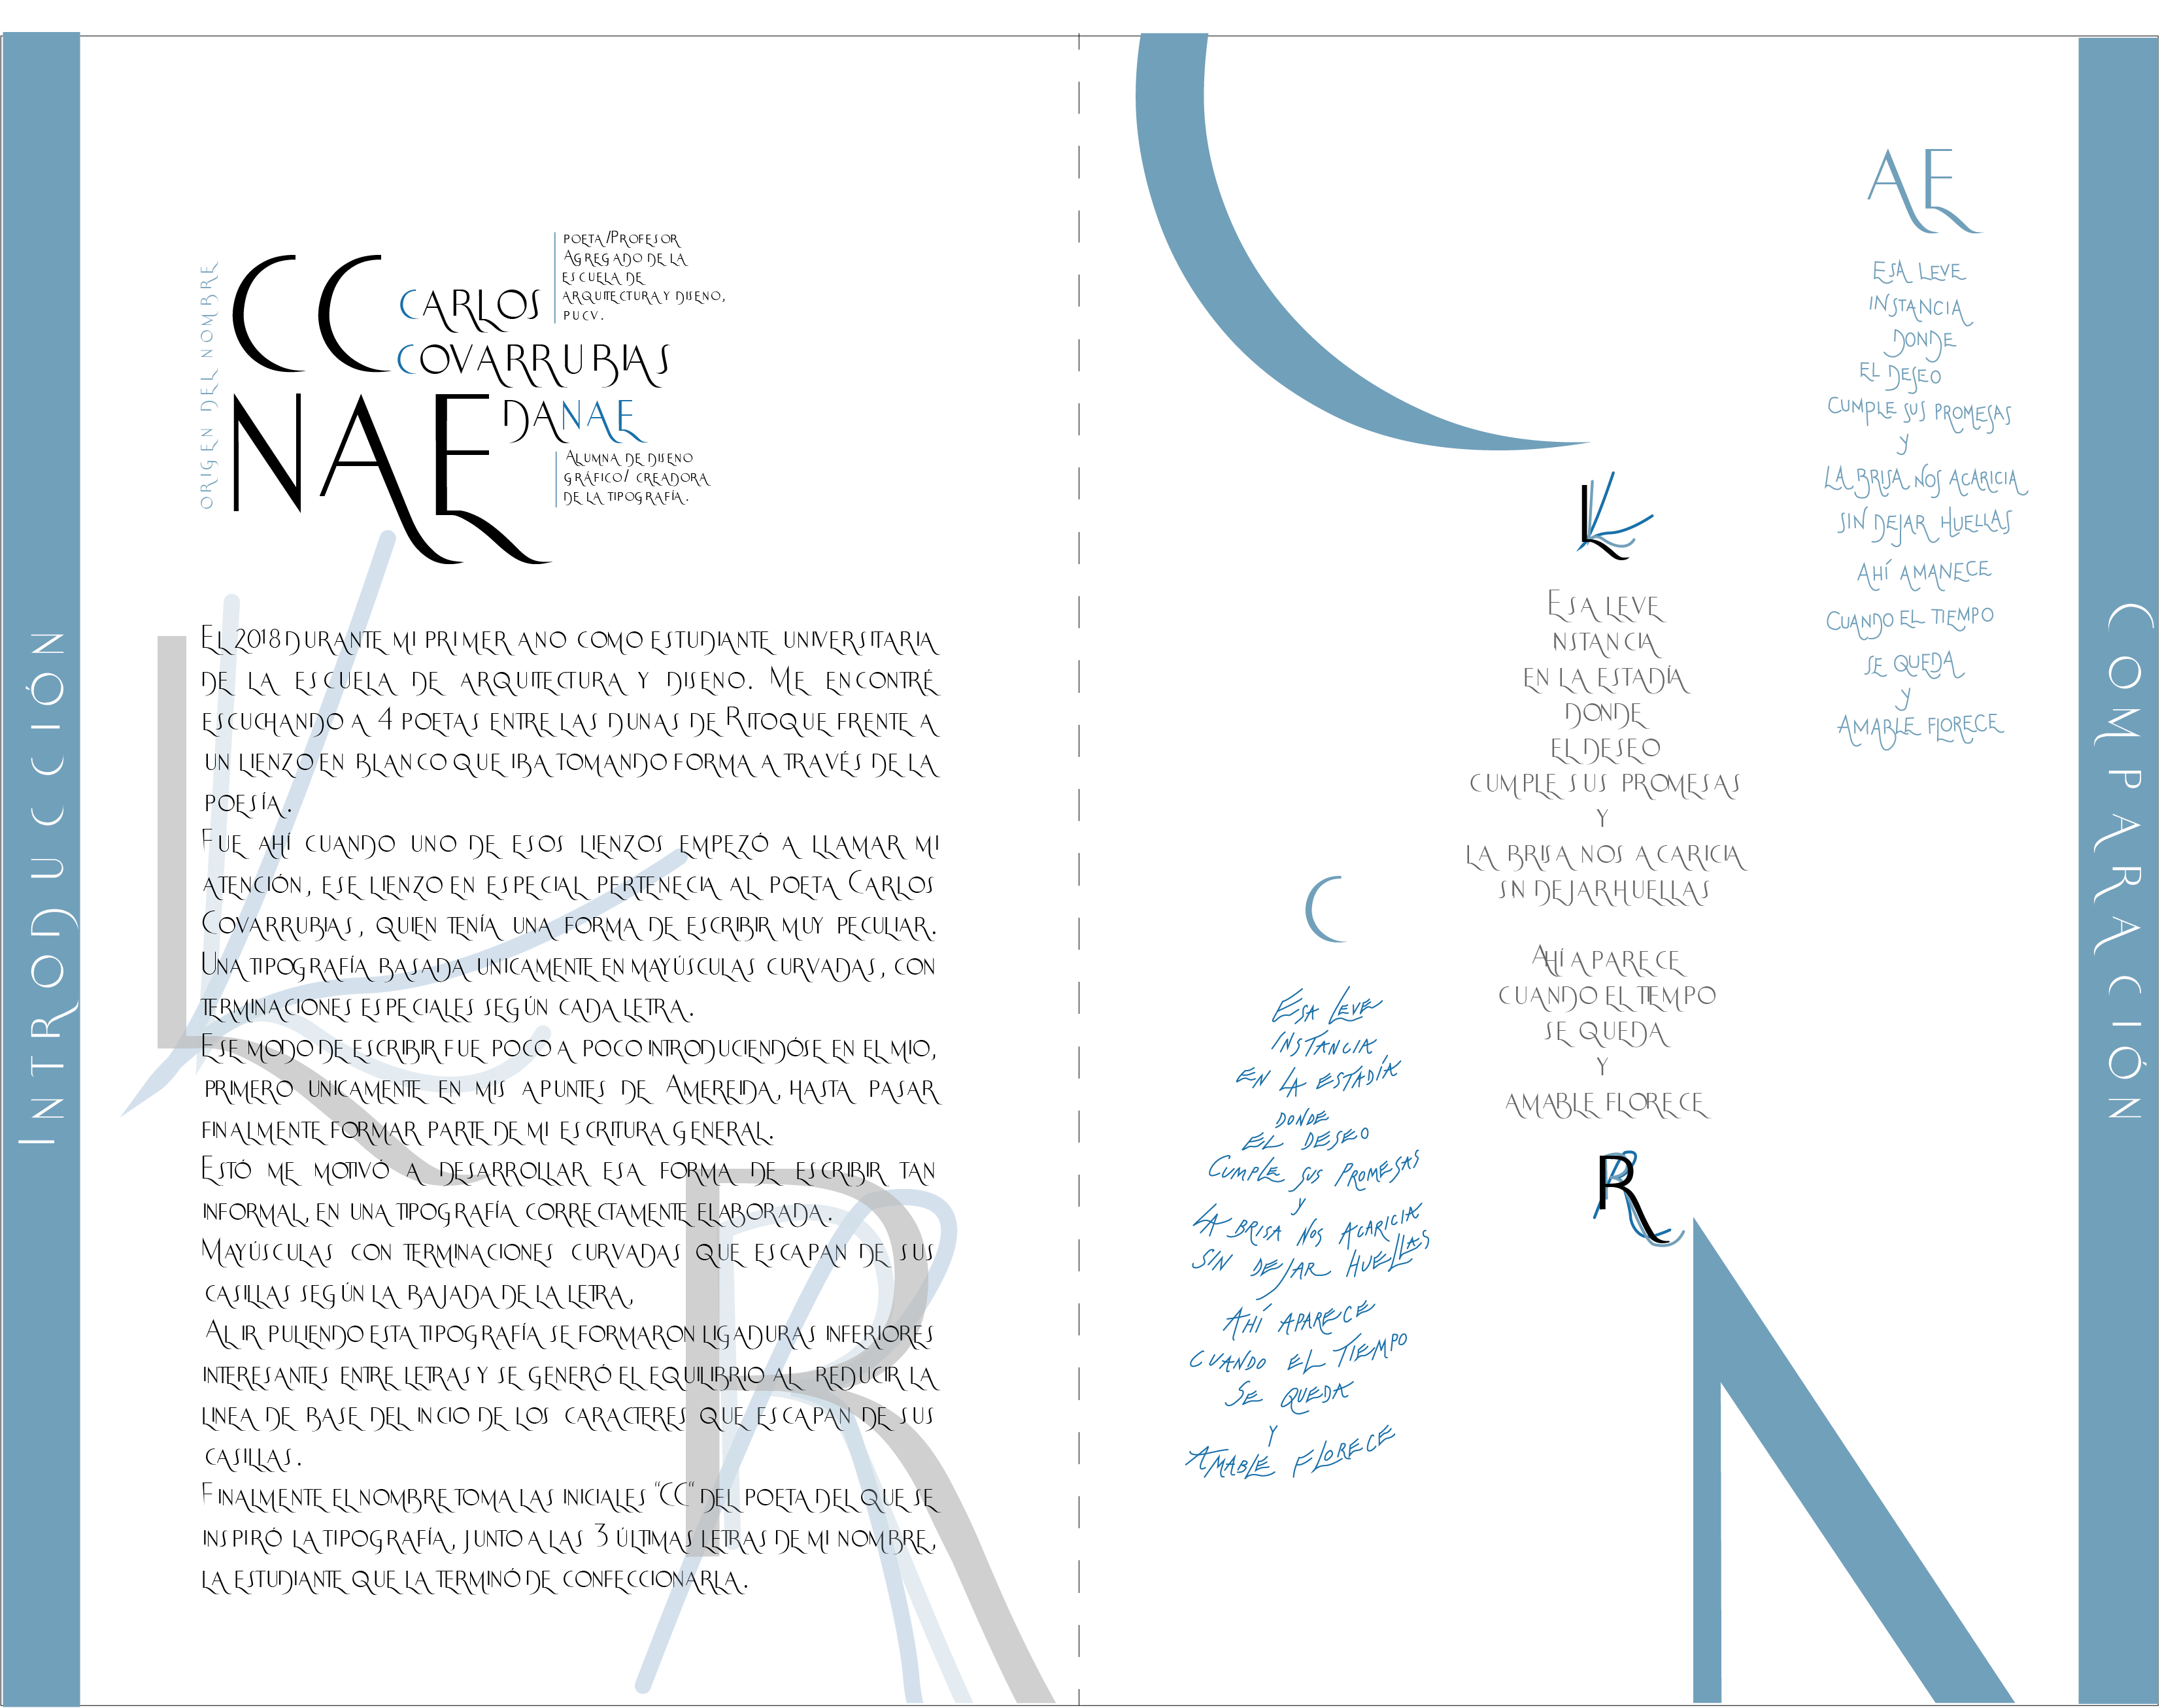 INTRODUCCIÓN
ORIGEN DEL NOMBRE
CC
CARLOS
COVARRUBIAS
POETA/PROFESOR
AGREGADO DE LA
ESCUELA DE
ARQUITECTURA Y DISENO,
PUCV.
NAE
DANAE
ALUMNA DE DISENO
GRÁFICO/ CREADORA
DE LA TIPOGRAFÍA.
EL 2018 DURANTE MI PRIMER ANO COMO ESTUDIANTE UNIVERSITARIA
DE LA ESCUELA DE ARQUITECTURA Y DISENO. ME ENCONTRÉ
ESCUCHANDO A 4 POETAS ENTRE LAS DUNAS DE RITOQUE FRENTE A
UN LIENZO EN BLANCO QUE IBA TOMANDO FORMA A TRAVÉS DE LA
POESÍA.
FUE AHÍ CUANDO UNO DE ESOS LIENZOS EMPEZÓ A LLAMAR MI
ATENCIÓN, ESE LIENZO EN ESPECIAL PERTENECIA AL POETA CARLOS
COVARRUBIAS, QUIEN TENÍA UNA FORMA DE ESCRIBIR MUY PECULIAR.
UNA TIPOGRAFÍA BASADA UNICAMENTE EN MAYÚSCULAS CURVADAS, CON
TERMINACIONES ESPECIALES SEGÚN CADA LETRA.
ESE MODO DE ESCRIBIR FUE POCO A POCO INTRODUCIENDÓSE EN EL MIO,
PRIMERO UNICAMENTE EN MIS APUNTES DE AMEREIDA, HASTA PASAR
FINALMENTE FORMAR PARTE DE MI ESCRITURA GENERAL.
ESTÓ ME MOTIVÓ A DESARROLLAR ESA FORMA DE ESCRIBIR TAN
INFORMAL, EN UNA TIPOGRAFÍA CORRECTAMENTE ELABORADA.
MAYÚSCULAS CON TERMINACIONES CURVADAS QUE ESCAPAN DE SUS
CASILLAS SEGÚN LA BAJADA DE LA LETRA,
AL IR PULIENDO ESTA TIPOGRAFÍA SE FORMARON LIGADURAS INFERIORES
INTERESANTES ENTRE LETRAS Y SE GENERÓ EL EQUILIBRIO AL REDUCIR LA
LINEA DE BASE DEL INCIO DE LOS CARACTERES QUE ESCAPAN DE SUS
CASILLAS.
FINALMENTE EL NOMBRE TOMA LAS INICIALES "CC" DEL POETA DEL QUE SE
INSPIRÓ LA TIPOGRAFÍA, JUNTO A LAS 3 ÚLTIMAS LETRAS DE MI NOMBRE,
LA ESTUDIANTE QUE LA TERMINÓ DE CONFECCIONARLA.
L
R
C
C
ESA LEVE
INSTANCIA
EN LA ESTADÍA
DONDE
EL DESEO
CUMPLE SUS PROMESAS
Y
LA BRISA NOS ACARICIA
SIN DEJAR HUELLAS
AHÍ APARECE
CUANDO EL TIEMPO
SE QUEDA
Y
AMABLE FLORECE
L
ESA LEVE
NSTANCIA
EN LA ESTADÍA
DONDE
EL DESEO
CUMPLE SUS PROMESAS
Y
LA BRISA NOS ACARICIA
SN DEJAR HUELLAS
AHÍ APARECE
CUANDO EL TIEMPO
SE QUEDA
Y
AMABLE FLORECE
R
N
AE
ESA LEVE
INSTANCIA
DONDE
EL DESEO
CUMPLE SUS PROMESAS
Y
LA BRISA NOS ACARICIA
SIN DEJAR HUELLAS
AHÍ AMANECE
CUANDO EL TIEMPO
SE QUEDA
Y
AMABLE FLORECE
COMPARACIÓN